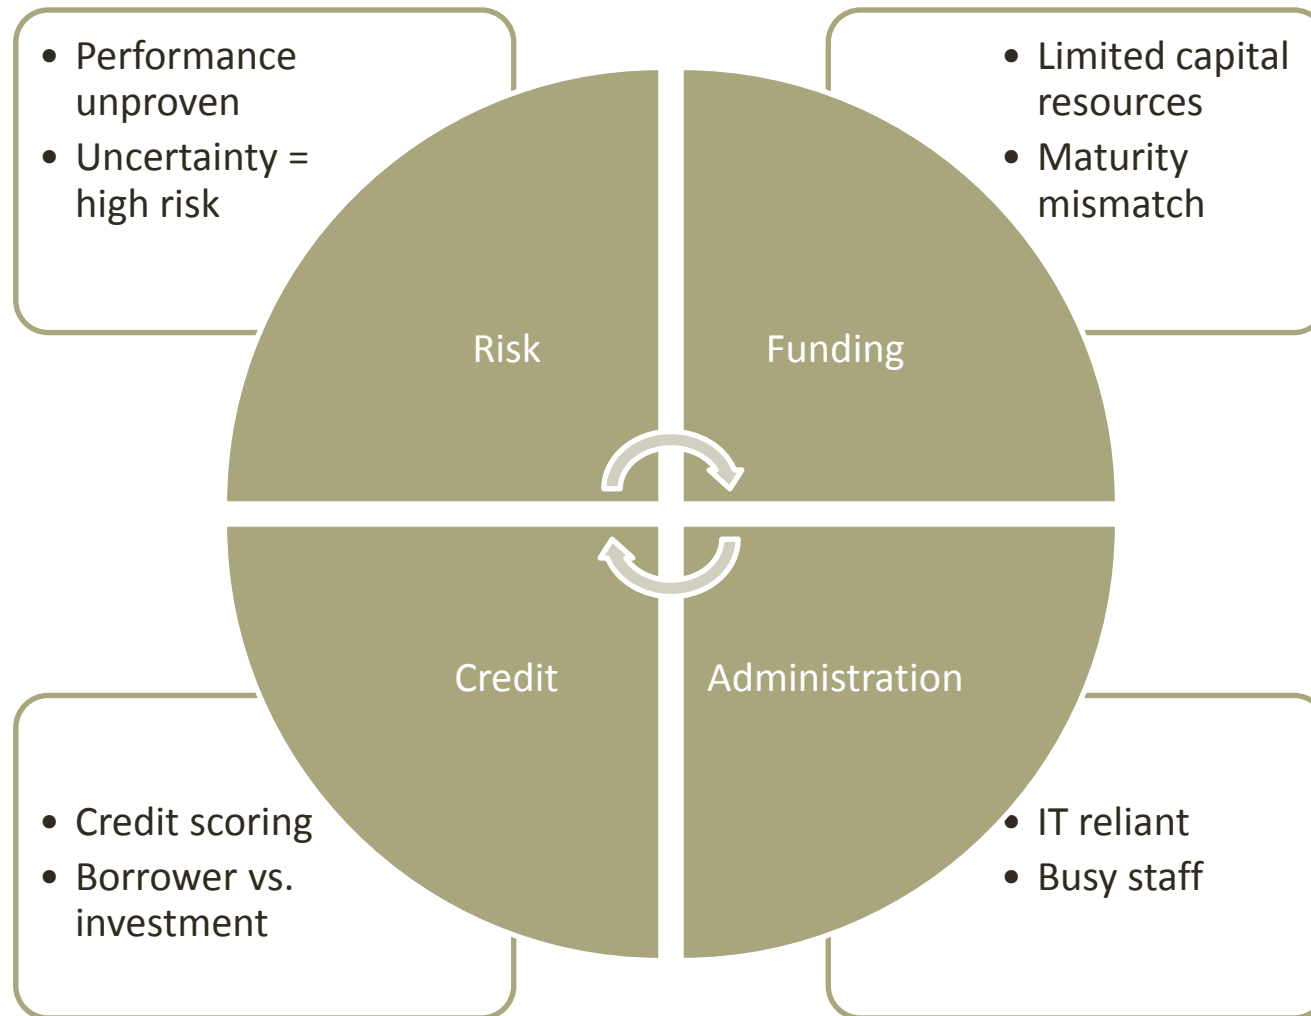 • Performance
unproven
• Uncertainty =
high risk
• Limited capital
resources
• Maturity
mismatch
Risk
Funding
Credit
Administration
• Credit scoring
• Borrower vs.
investment
• IT reliant
• Busy staff